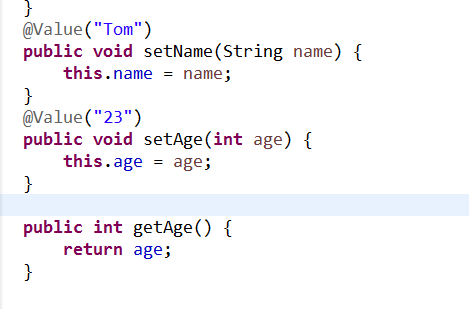 }
@Value("Tom")
public void setName(String name) {
    this.name = name;
}
@Value("23")
public void setAge(int age) {
    this.age = age;
}

public int getAge() {
    return age;
}